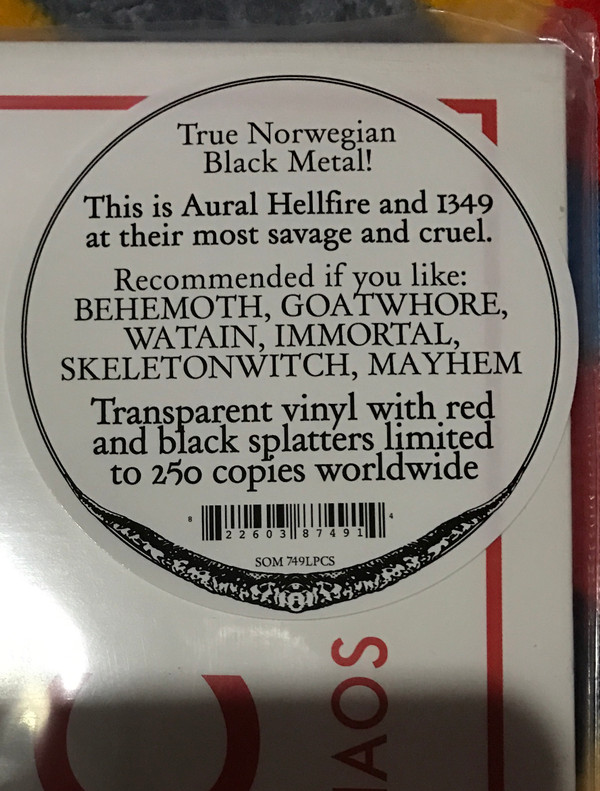 True Norwegian
Black Metal!
This is Aural Hellfire and 1349
at their most savage and cruel.
Recommended if you like:
BEHEMOTH, GOATWHORE,
WATAIN, IMMORTAL,
SKELETONWITCH, MAYHEM
Transparent vinyl with red
and black splatters limited
to 250 copies worldwide
8 22603 87491 4
SOM 749LPCS